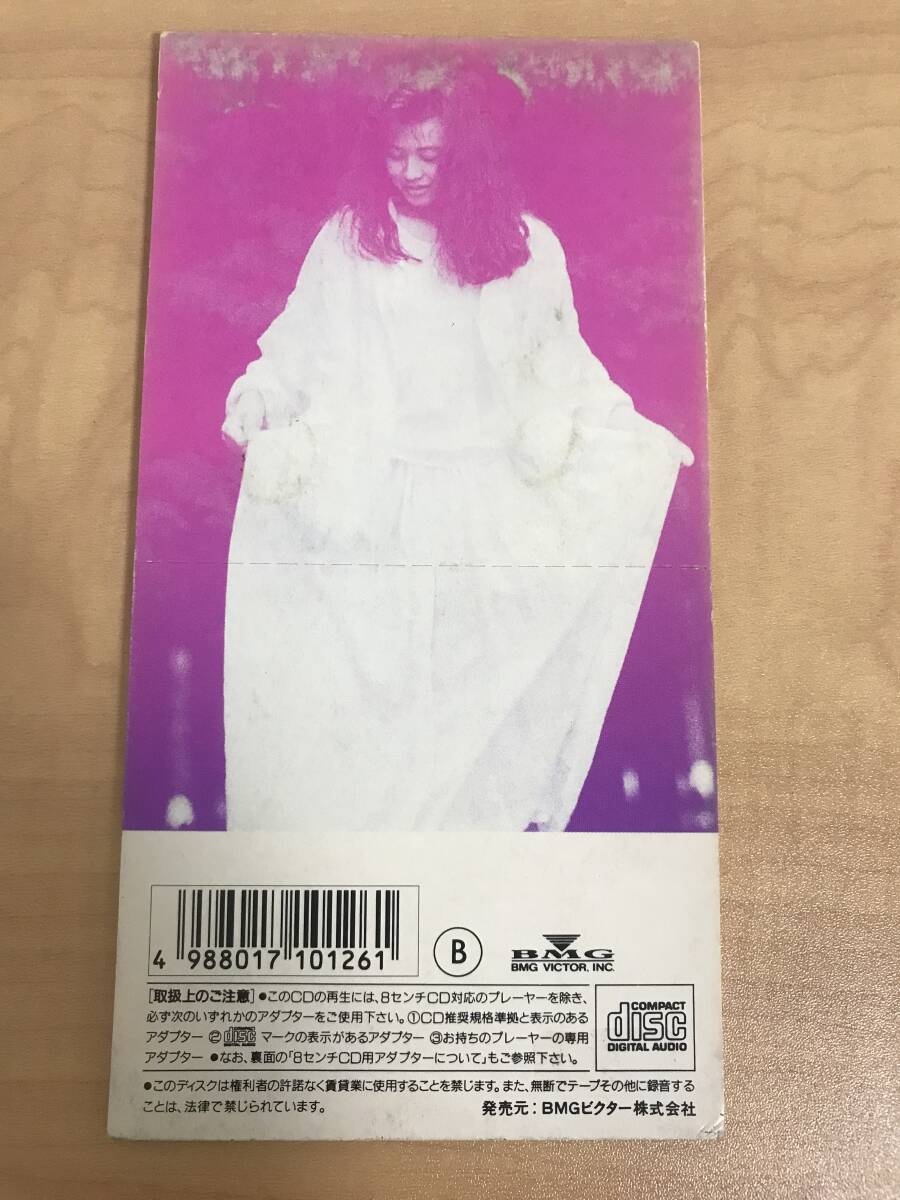 4 988017 101261
B
BMG
BMG VICTOR, INC.
[取扱上のご注意] ●このCDの再生には、8センチCD対応のプレーヤーを除き、
必ず次のいずれかのアダプターをご使用下さい。①CD推奨規格準拠と表示のある
アダプター ②disc マークの表示があるアダプター ③お持ちのプレーヤーの専用
アダプター ●なお、裏面の「8センチCD用アダプターについて」もご参照下さい。
COMPACT
disc
DIGITAL AUDIO
●このディスクは権利者の許諾なく賃貸業に使用することを禁じます。また、無断でテープその他に録音する
ことは、法律で禁じられています。
発売元：BMGビクター株式会社